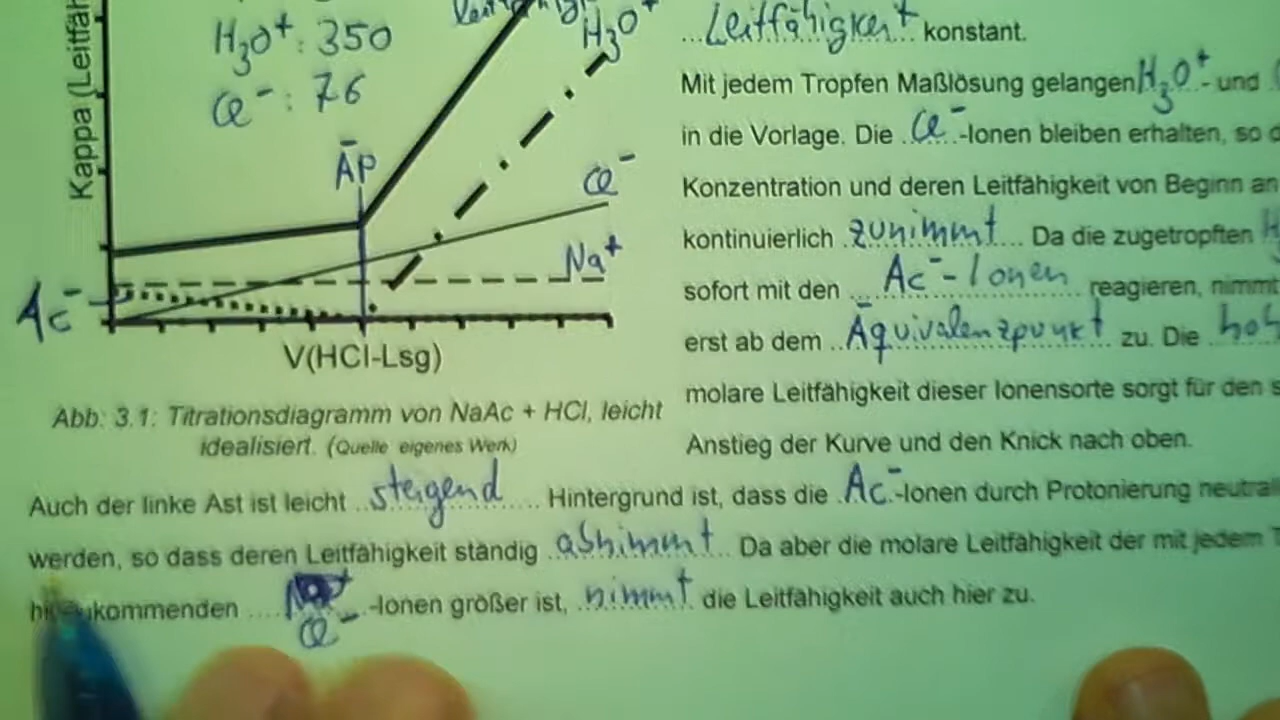 Kappa (Leitfäh
H₃O⁺: 350
Cl⁻: 76
H₃O⁺
ÄP
Cl⁻
Na⁺
Ac⁻
V(HCl-Lsg)
Abb: 3.1: Titrationsdiagramm von NaAc + HCl, leicht
idealisiert. (Quelle eigenes Werk)
Leitfähigkeit konstant.
Mit jedem Tropfen Maßlösung gelangen H₃O⁺- und
in die Vorlage. Die Cl⁻-Ionen bleiben erhalten, so d
Konzentration und deren Leitfähigkeit von Beginn an
kontinuierlich zunimmt. Da die zugetropften H
sofort mit den Ac⁻-Ionen reagieren, nimmt
erst ab dem Äquivalenzpunkt zu. Die hoh
molare Leitfähigkeit dieser Ionensorte sorgt für den s
Anstieg der Kurve und den Knick nach oben.
Auch der linke Ast ist leicht steigend. Hintergrund ist, dass die Ac⁻-Ionen durch Protonierung neutral
werden, so dass deren Leitfähigkeit ständig abnimmt. Da aber die molare Leitfähigkeit der mit jedem T
kommenden Cl⁻-Ionen größer ist, nimmt die Leitfähigkeit auch hier zu.